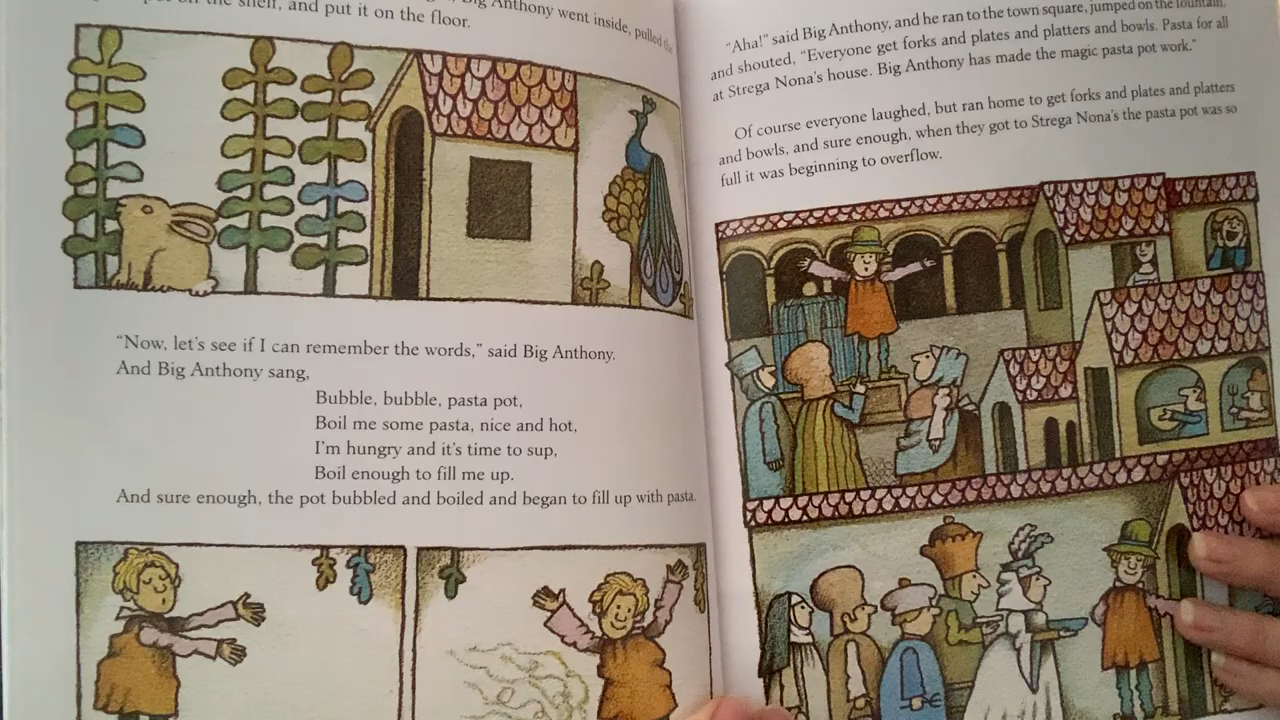 the shelf, and put it on the floor.
Big Anthony went inside, pulled the
"Now, let's see if I can remember the words," said Big Anthony.
And Big Anthony sang,
Bubble, bubble, pasta pot,
Boil me some pasta, nice and hot,
I'm hungry and it's time to sup,
Boil enough to fill me up.
And sure enough, the pot bubbled and boiled and began to fill up with pasta.
"Aha!" said Big Anthony, and he ran to the town square, jumped on the fountain,
and shouted, "Everyone get forks and plates and platters and bowls. Pasta for all
at Strega Nona's house. Big Anthony has made the magic pasta pot work."
Of course everyone laughed, but ran home to get forks and plates and platters
and bowls, and sure enough, when they got to Strega Nona's the pasta pot was so
full it was beginning to overflow.